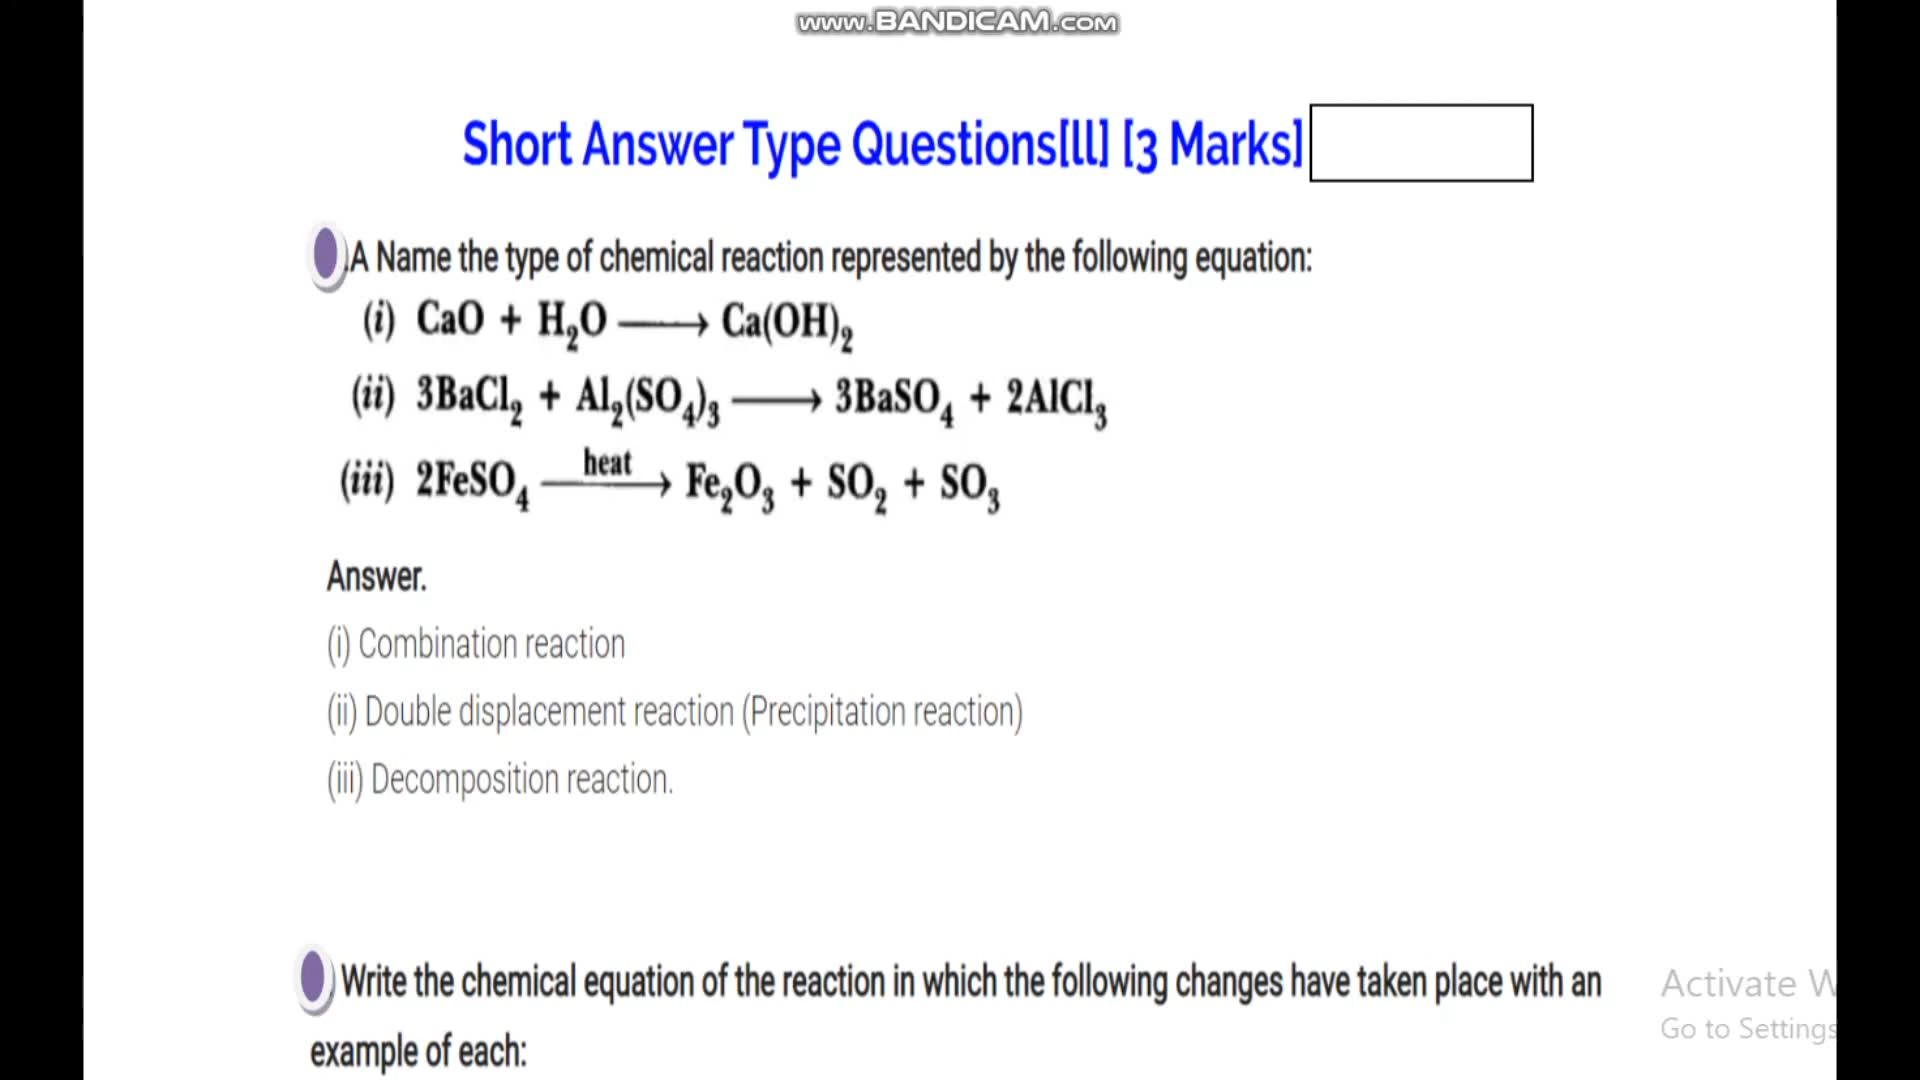 www.BANDICAM.com
Short Answer Type Questions[ll] [3 Marks]
.A Name the type of chemical reaction represented by the following equation:
(i) CaO + H₂O ⟶ Ca(OH)₂
(ii) 3BaCl₂ + Al₂(SO₄)₃ ⟶ 3BaSO₄ + 2AlCl₃
(iii) 2FeSO₄ heat⟶ Fe₂O₃ + SO₂ + SO₃
Answer.
(i) Combination reaction
(ii) Double displacement reaction (Precipitation reaction)
(iii) Decomposition reaction.
Write the chemical equation of the reaction in which the following changes have taken place with an
example of each:
Activate W
Go to Settings